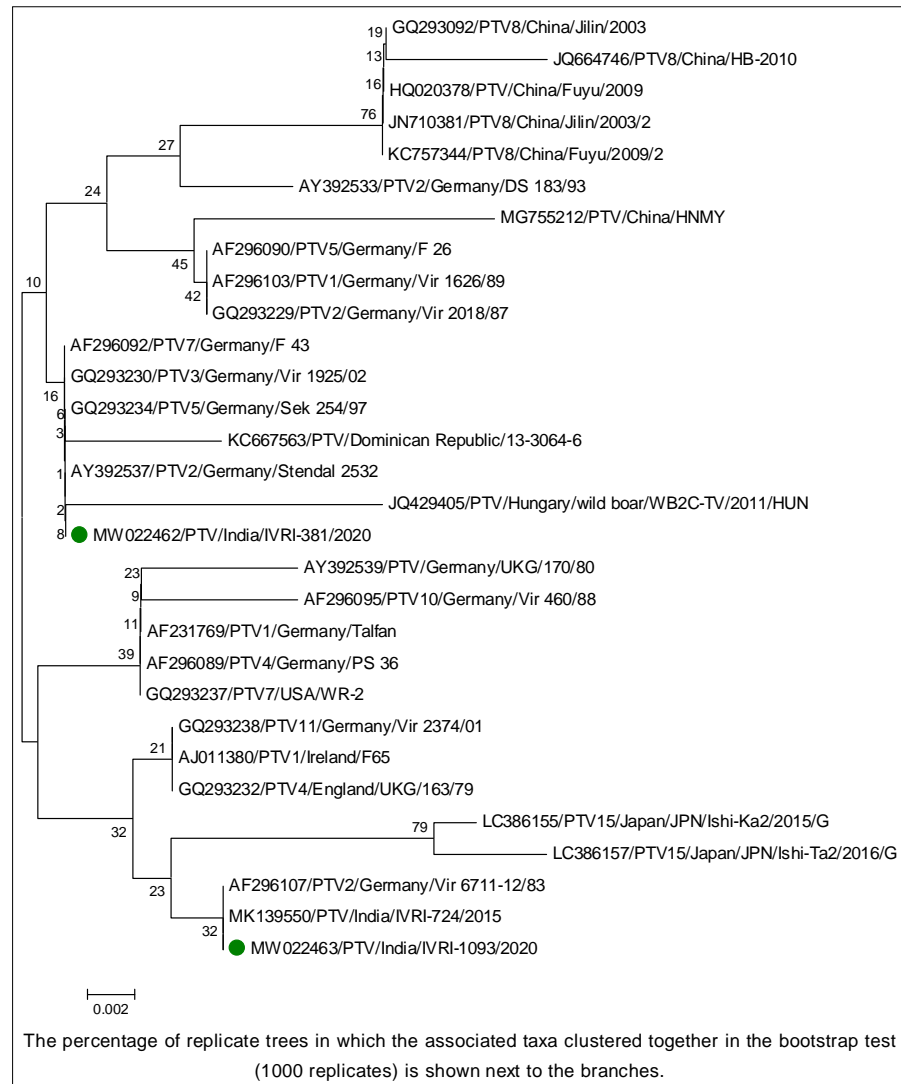 GQ293092/PTV8/China/Jilin/2003
19
JQ664746/PTV8/China/HB-2010
13
HQ020378/PTV/China/Fuyu/2009
16
JN710381/PTV8/China/Jilin/2003/2
76
KC757344/PTV8/China/Fuyu/2009/2
27
AY392533/PTV2/Germany/DS 183/93
24
MG755212/PTV/China/HNMY
AF296090/PTV5/Germany/F 26
45
AF296103/PTV1/Germany/Vir 1626/89
42
GQ293229/PTV2/Germany/Vir 2018/87
10
AF296092/PTV7/Germany/F 43
GQ293230/PTV3/Germany/Vir 1925/02
16
GQ293234/PTV5/Germany/Sek 254/97
6
3
KC667563/PTV/Dominican Republic/13-3064-6
AY392537/PTV2/Germany/Stendal 2532
1
JQ429405/PTV/Hungary/wild boar/WB2C-TV/2011/HUN
2
8
MW022462/PTV/India/IVRI-381/2020
AY392539/PTV/Germany/UKG/170/80
23
9
AF296095/PTV10/Germany/Vir 460/88
11
AF231769/PTV1/Germany/Talfan
39
AF296089/PTV4/Germany/PS 36
GQ293237/PTV7/USA/WR-2
GQ293238/PTV11/Germany/Vir 2374/01
21
AJ011380/PTV1/Ireland/F65
GQ293232/PTV4/England/UKG/163/79
32
LC386155/PTV15/Japan/JPN/Ishi-Ka2/2015/G
79
LC386157/PTV15/Japan/JPN/Ishi-Ta2/2016/G
23
AF296107/PTV2/Germany/Vir 6711-12/83
MK139550/PTV/India/IVRI-724/2015
32
MW022463/PTV/India/IVRI-1093/2020
0.002
The percentage of replicate trees in which the associated taxa clustered together in the bootstrap test
(1000 replicates) is shown next to the branches.